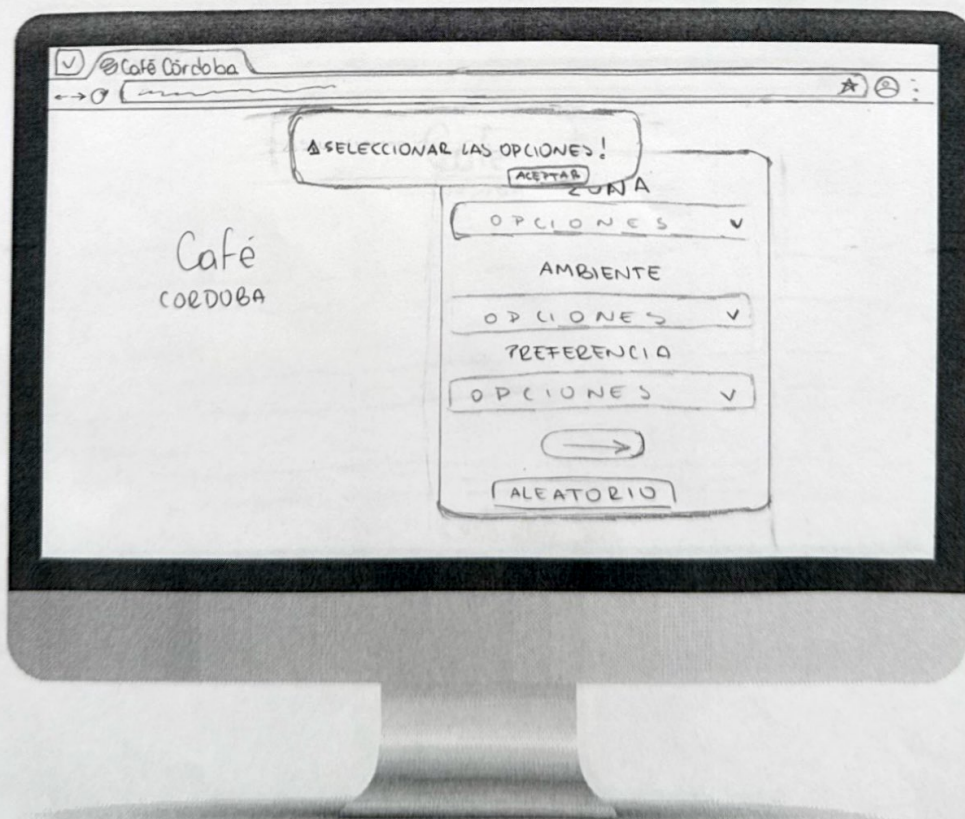 Café Córdoba
SELECCIONAR LAS OPCIONES!
ACEPTAR
ZONA
OPCIONES
Café
CORDOBA
AMBIENTE
OPCIONES
PREFERENCIA
OPCIONES
ALEATORIO